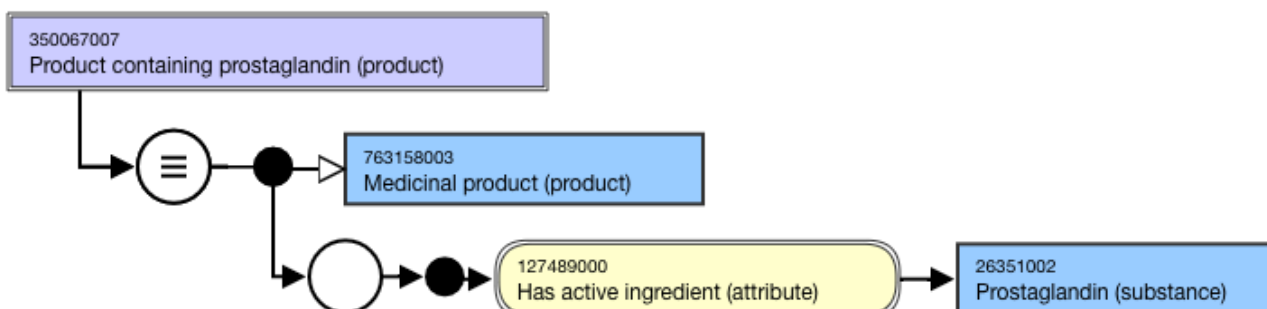 350067007
Product containing prostaglandin (product)
763158003
Medicinal product (product)
127489000
Has active ingredient (attribute)
26351002
Prostaglandin (substance)